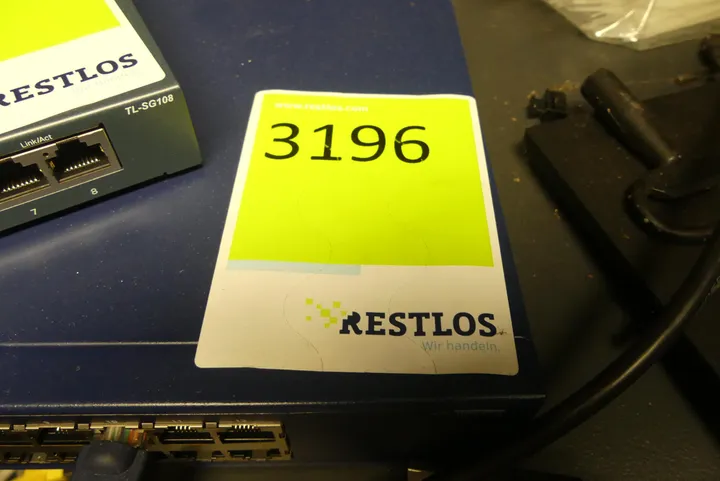 RESTLOS
TL-SG108
Link/Act
7 8
www.restlos.com
3196
RESTLOS
Wir handeln.